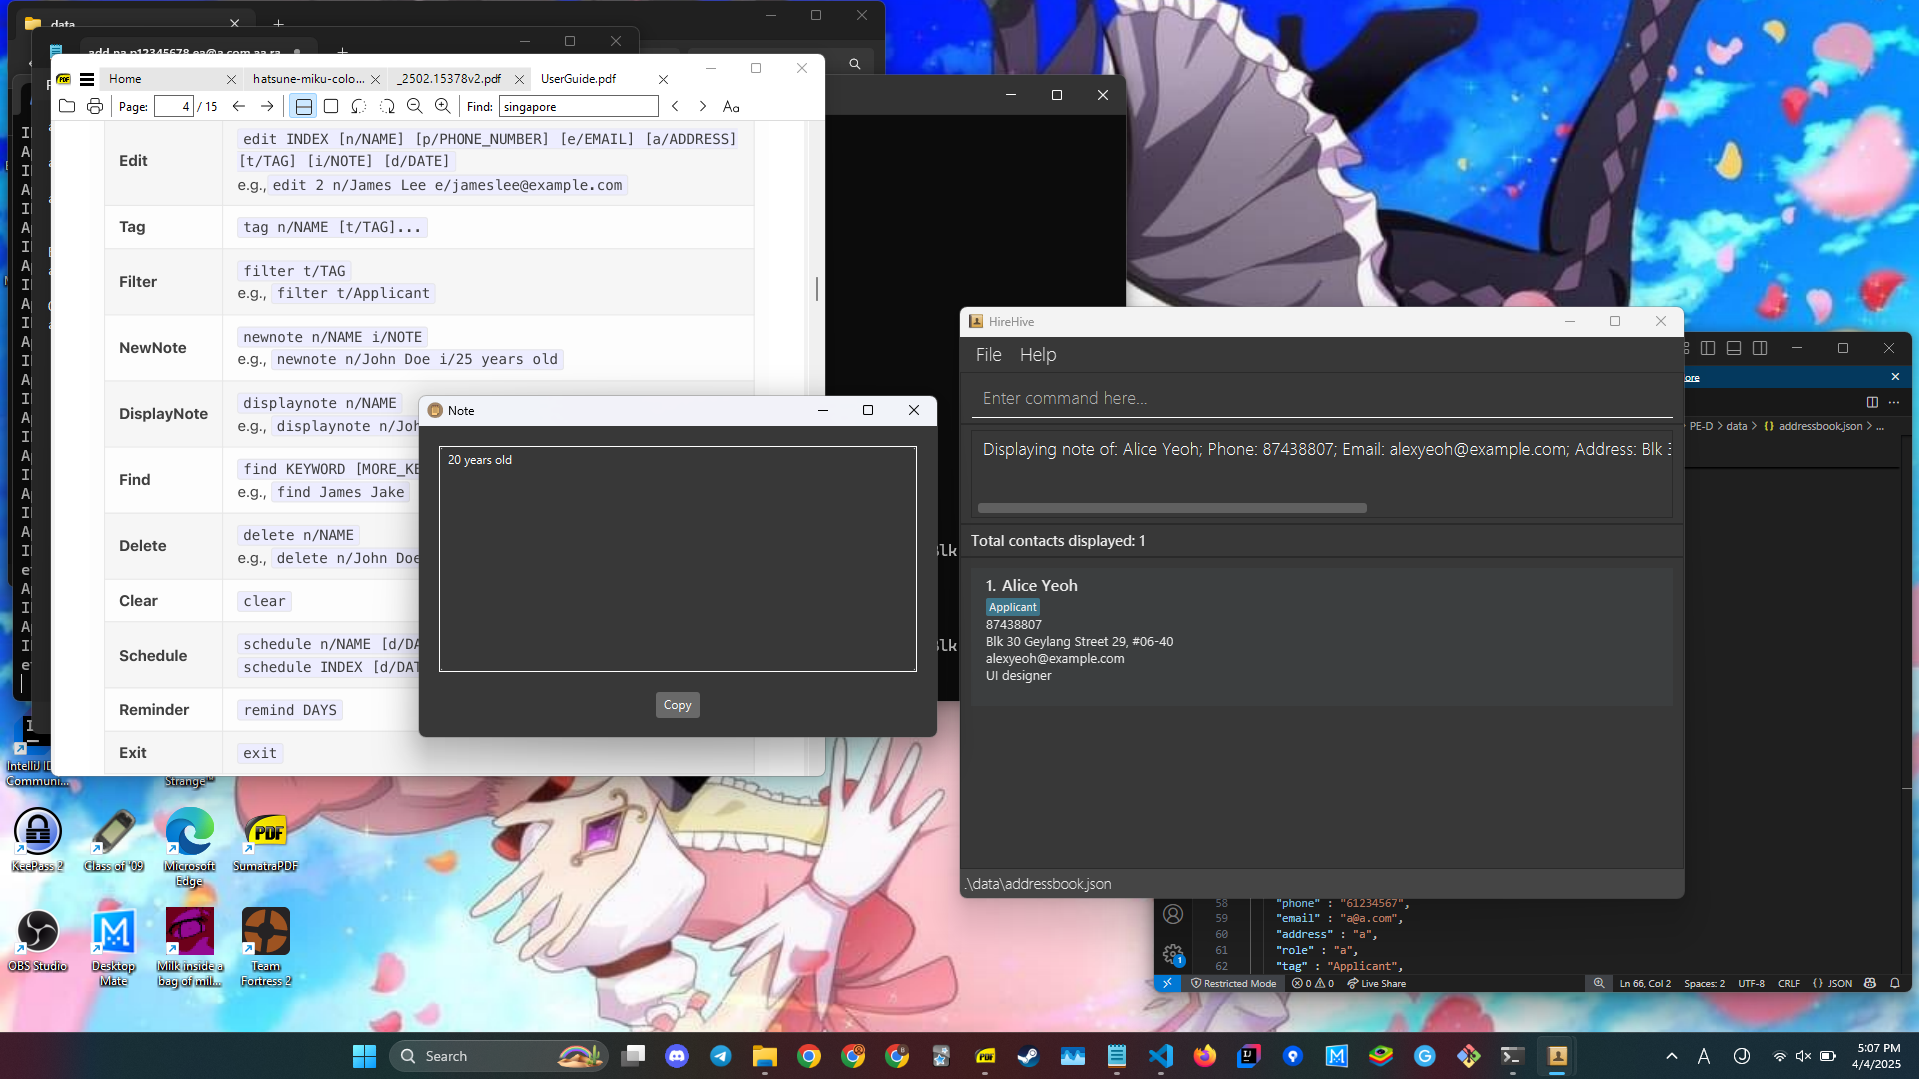 data
add na p12345678 ea@a.com aa ra
Home
hatsune-miku-colo...
_2502.15378v2.pdf
UserGuide.pdf
Page: 4 / 15
Find: singapore
Edit
edit INDEX [n/NAME] [p/PHONE_NUMBER] [e/EMAIL] [a/ADDRESS]
[t/TAG] [i/NOTE] [d/DATE]
e.g., edit 2 n/James Lee e/jameslee@example.com
Tag
tag n/NAME [t/TAG]...
Filter
filter t/TAG
e.g., filter t/Applicant
NewNote
newnote n/NAME i/NOTE
e.g., newnote n/John Doe i/25 years old
DisplayNote
displaynote n/NAME
e.g., displaynote n/Joh
Find
find KEYWORD [MORE_KE
e.g., find James Jake
Delete
delete n/NAME
e.g., delete n/John Doe
Clear
clear
Schedule
schedule n/NAME [d/DA
schedule INDEX [d/DAT
Reminder
remind DAYS
Exit
exit
Note
20 years old
Copy
Blk
Blk
HireHive
File Help
Enter command here...
Displaying note of: Alice Yeoh; Phone: 87438807; Email: alexyeoh@example.com; Address: Blk 3
Total contacts displayed: 1
1. Alice Yeoh
Applicant
87438807
Blk 30 Geylang Street 29, #06-40
alexyeoh@example.com
UI designer
.\data\addressbook.json
ore
PE-D > data > {} addressbook.json > ...
58 "phone" : "61234567",
59 "email" : "a@a.com",
60 "address" : "a",
61 "role" : "a",
62 "tag" : "Applicant",
Restricted Mode
0 0
Live Share
Ln 66, Col 2
Spaces: 2
UTF-8
CRLF
{} JSON
IntelliJ ID
Communi...
Strange™
KeePass 2
Class of '09
Microsoft
Edge
SumatraPDF
OBS Studio
Desktop
Mate
Milk inside a
bag of mil...
Team
Fortress 2
Search
5:07 PM
4/4/2025